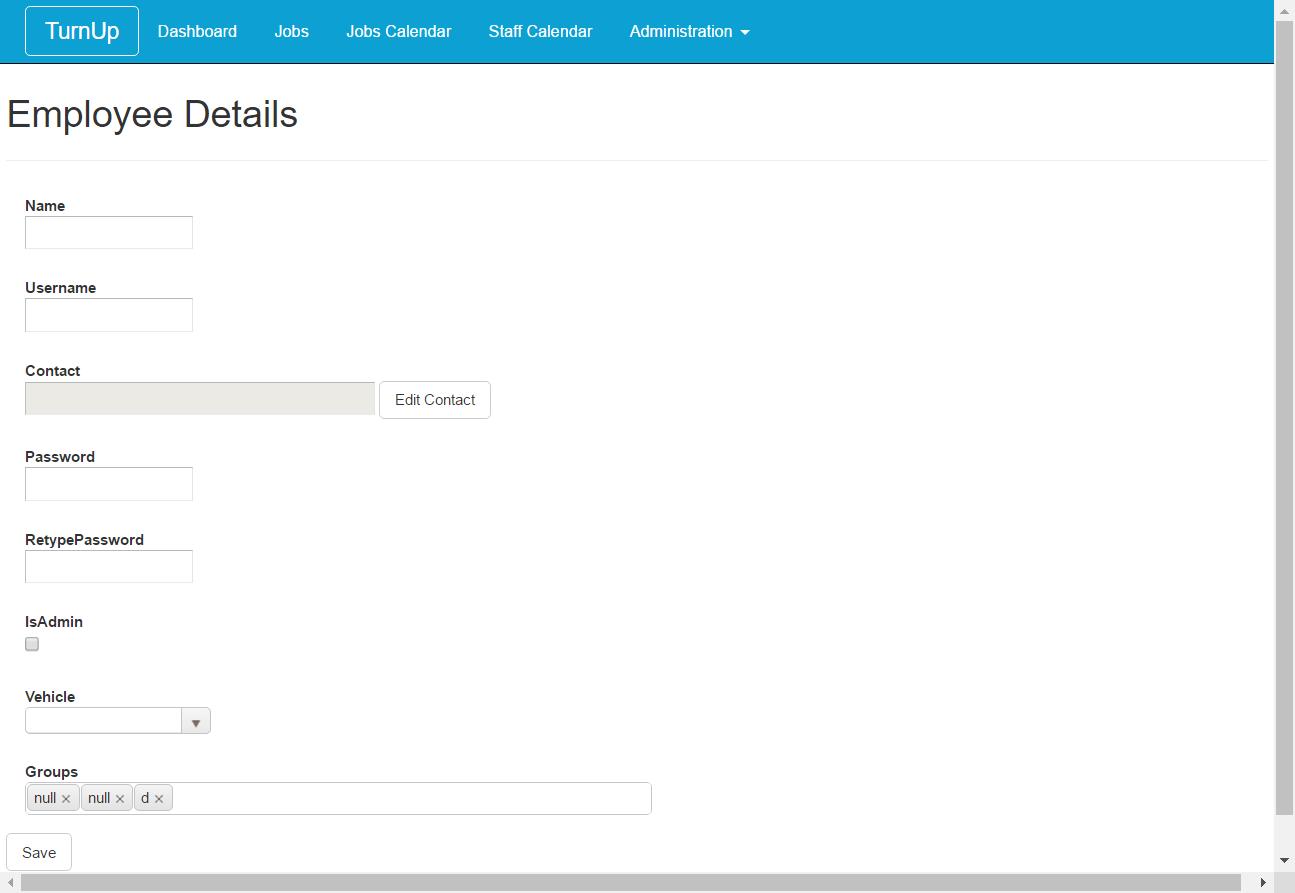 TurnUp Dashboard Jobs Jobs Calendar Staff Calendar Administration
Employee Details
Name
Username
Contact
Edit Contact
Password
RetypePassword
IsAdmin
Vehicle
Groups
null × null × d ×
Save